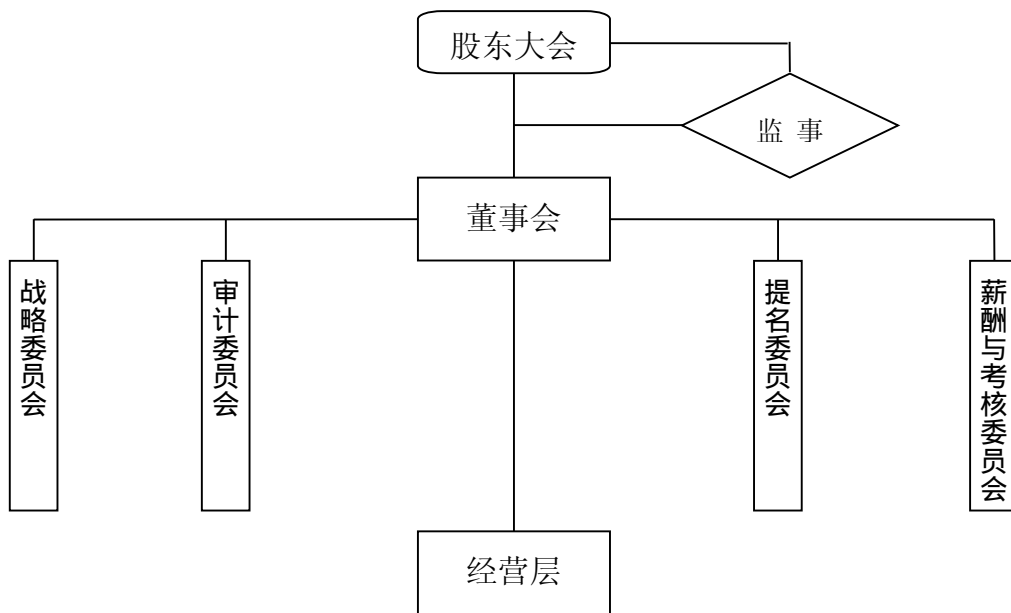 股东大会
监 事
董事会
战略委员会
审计委员会
提名委员会
薪酬与考核委员会
经营层